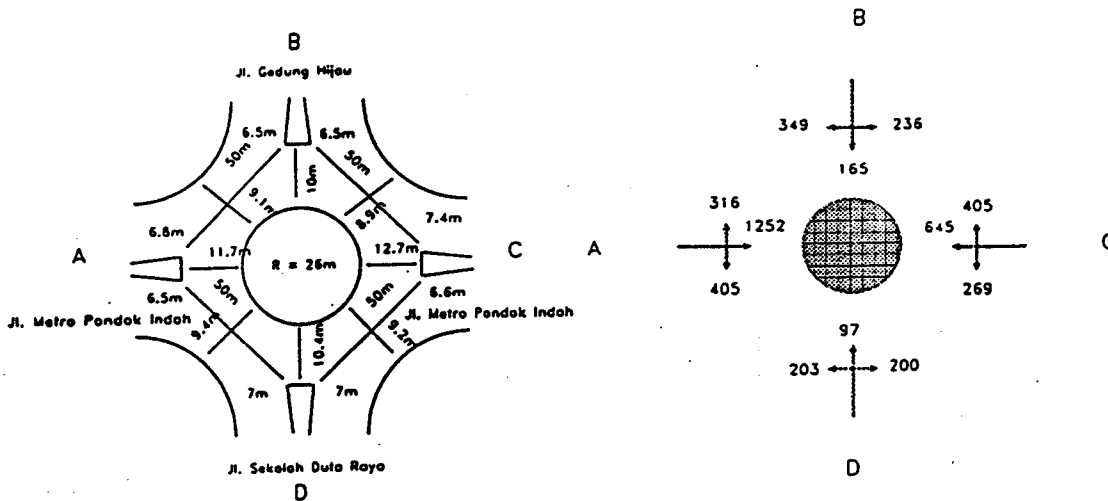 B
Jl. Gedung Hijau
6.5m
6.5m
50m
50m
10m
9.1m
8.9m
6.8m
7.4m
A
11.7m
R = 26m
12.7m
C
6.5m
50m
50m
6.6m
Jl. Metro Pondok Indah
Jl. Metro Pondok Indah
9.4m
10.4m
9.2m
7m
7m
Jl. Sekolah Duta Raya
D
B
349
236
165
316
405
A
1252
645
C
405
269
97
203
200
D